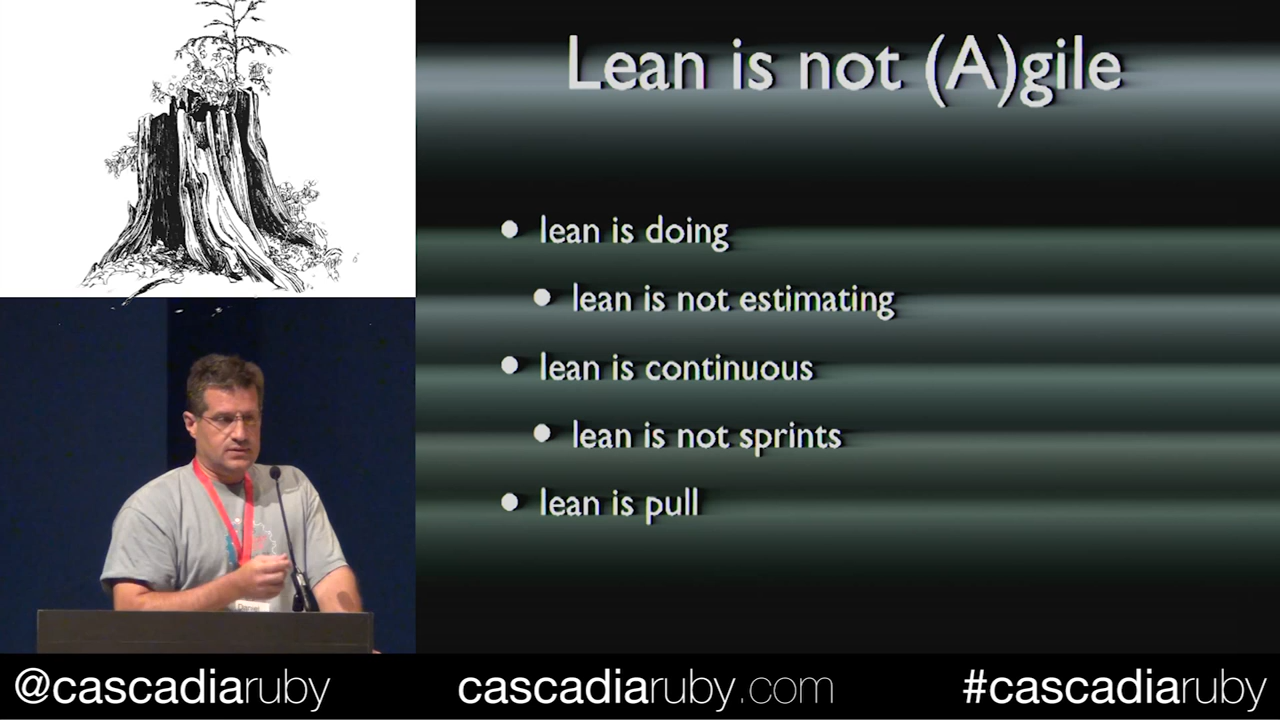 Lean is not (A)gile
lean is doing
lean is not estimating
lean is continuous
lean is not sprints
lean is pull
@cascadiaruby
cascadiaruby.com
#cascadiaruby